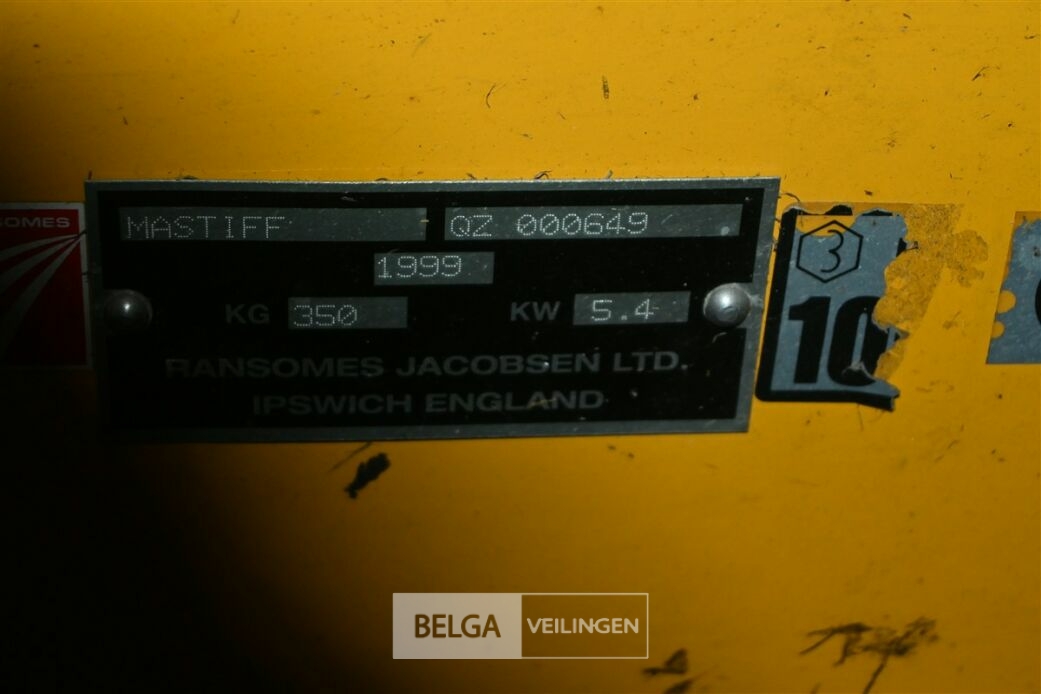 SOMES
MASTIFF QZ 000649
1999
KG 350 KW 5.4
RANSOMES JACOBSEN LTD.
IPSWICH ENGLAND
3
10
BELGA VEILINGEN